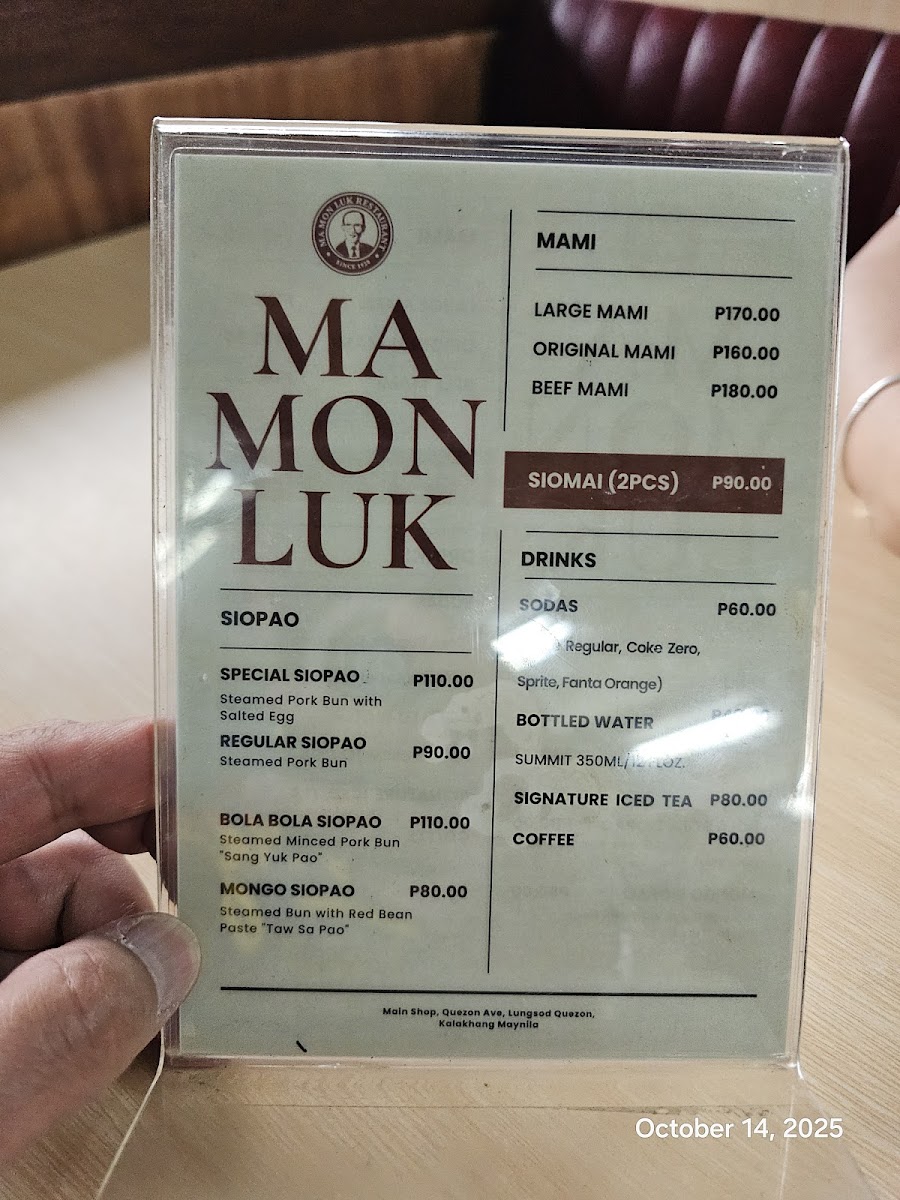 MA MON LUK RESTAURANT
SINCE 1920
MA
MON
LUK
SIOPAO
SPECIAL SIOPAO P110.00
Steamed Pork Bun with
Salted Egg
REGULAR SIOPAO P90.00
Steamed Pork Bun
BOLA BOLA SIOPAO P110.00
Steamed Minced Pork Bun
"Sang Yuk Pao"
MONGO SIOPAO P80.00
Steamed Bun with Red Bean
Paste "Taw Sa Pao"
MAMI
LARGE MAMI P170.00
ORIGINAL MAMI P160.00
BEEF MAMI P180.00
SIOMAI (2PCS) P90.00
DRINKS
SODAS P60.00
Regular, Coke Zero,
Sprite, Fanta Orange)
BOTTLED WATER
SUMMIT 350ML/
SIGNATURE ICED TEA P80.00
COFFEE P60.00
Main Shop, Quezon Ave, Lungsod Quezon,
Kalakhang Maynila
October 14, 2025